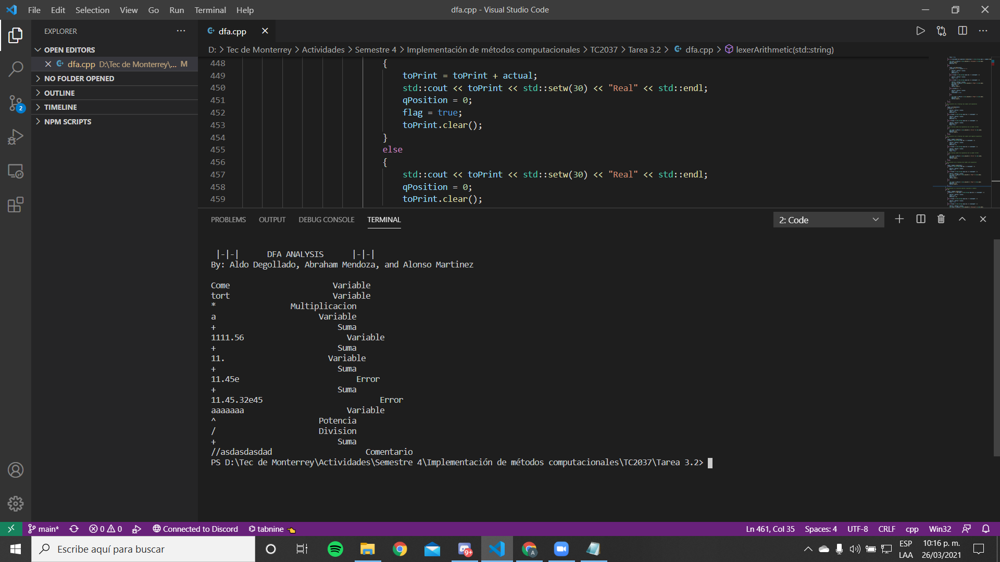 File Edit Selection View Go Run Terminal Help
dfa.cpp - Visual Studio Code
EXPLORER
OPEN EDITORS
dfa.cpp D:\Tec de Monterrey\... M
NO FOLDER OPENED
OUTLINE
TIMELINE
NPM SCRIPTS
2
dfa.cpp
D: > Tec de Monterrey > Actividades > Semestre 4 > Implementación de métodos computacionales > TC2037 > Tarea 3.2 > dfa.cpp > lexerArithmetic(std::string)
448 {
449 toPrint = toPrint + actual;
450 std::cout << toPrint << std::setw(30) << "Real" << std::endl;
451 qPosition = 0;
452 flag = true;
453 toPrint.clear();
454 }
455 else
456 {
457 std::cout << toPrint << std::setw(30) << "Real" << std::endl;
458 qPosition = 0;
459 toPrint.clear();
PROBLEMS OUTPUT DEBUG CONSOLE TERMINAL
2: Code
|-|-| DFA ANALYSIS |-|-|
By: Aldo Degollado, Abraham Mendoza, and Alonso Martinez
Come Variable
tort Variable
* Multiplicacion
a Variable
+ Suma
1111.56 Variable
+ Suma
11. Variable
+ Suma
11.45e Error
+ Suma
11.45.32e45 Error
aaaaaaa Variable
^ Potencia
/ Division
+ Suma
//asdasdasdad Comentario
PS D:\Tec de Monterrey\Actividades\Semestre 4\Implementación de métodos computacionales\TC2037\Tarea 3.2>
main* 0 0 Connected to Discord tabnine
Ln 461, Col 35 Spaces: 4 UTF-8 CRLF cpp Win32
Escribe aquí para buscar
9+
A
ESP
LAA
10:16 p. m.
26/03/2021